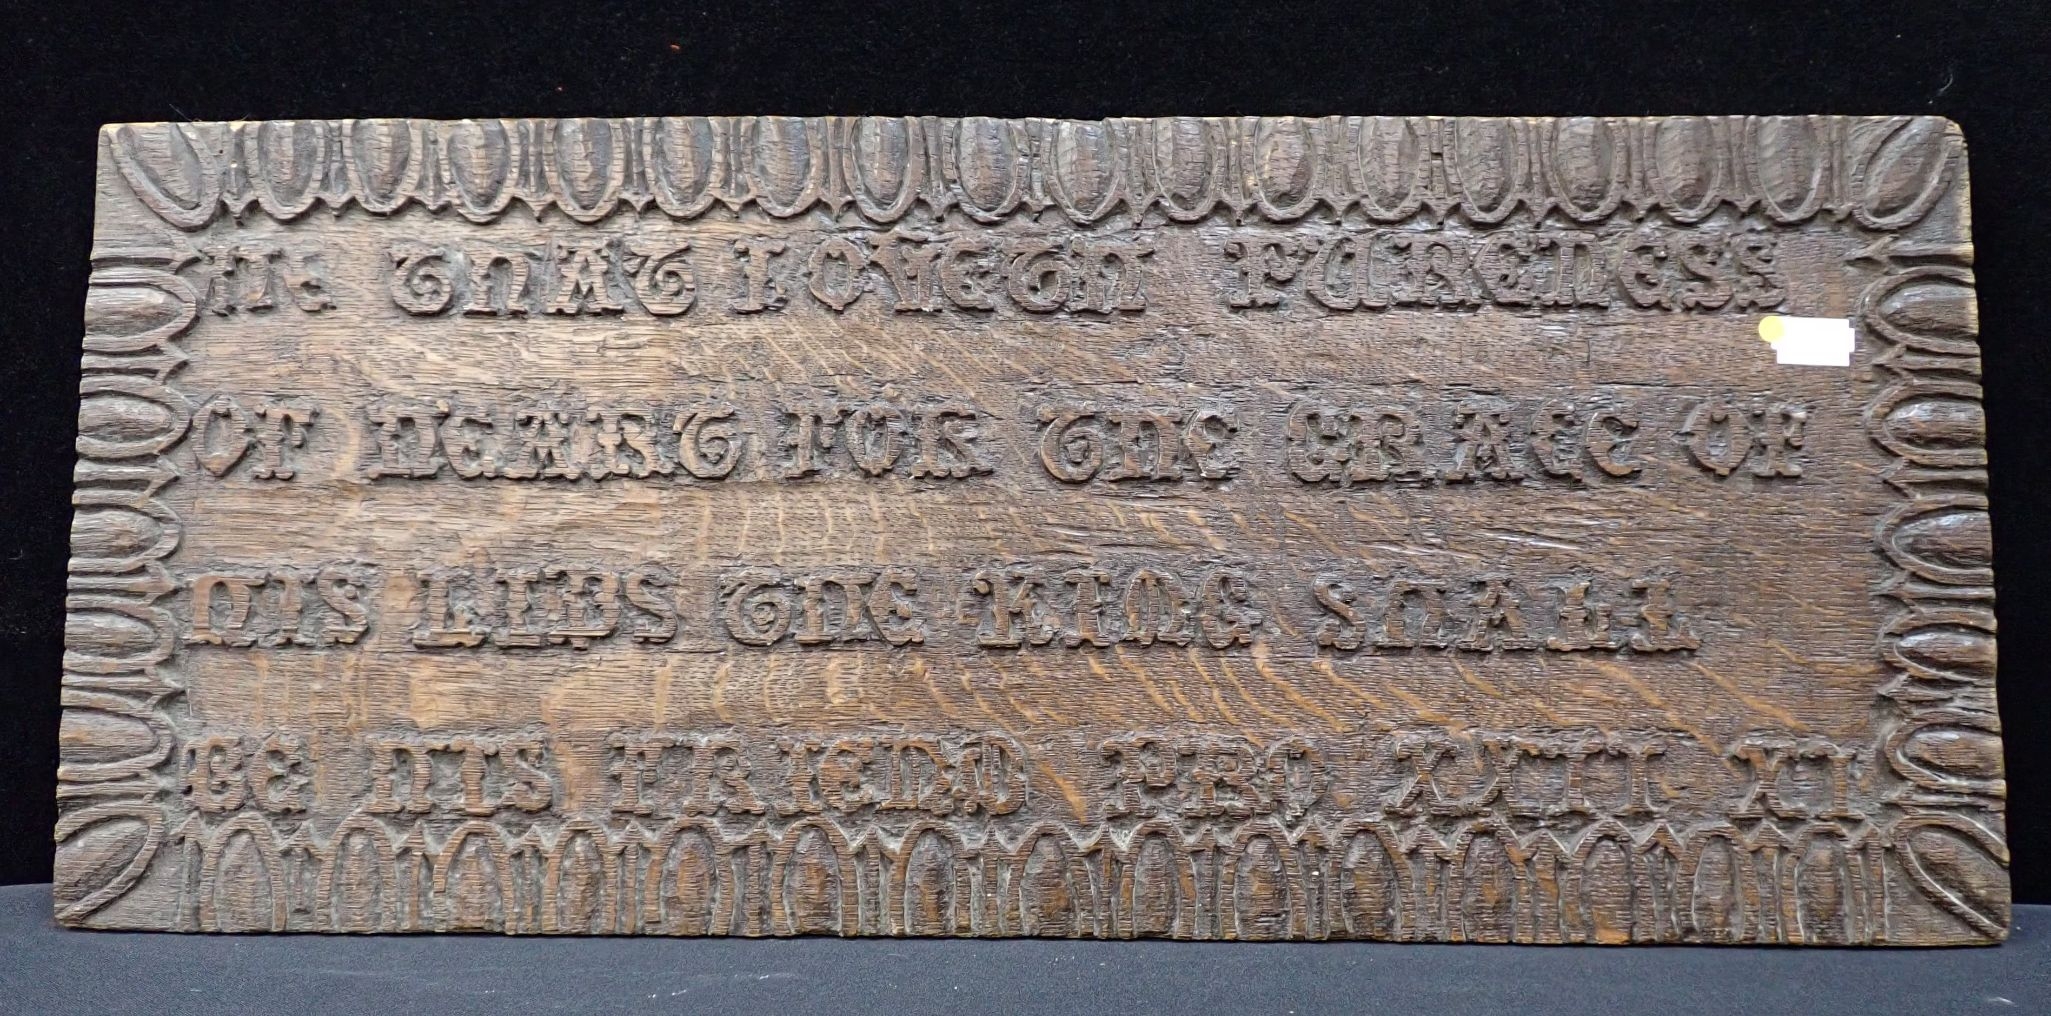 HE THAT LOVETH PURENESS
OF HEART FOR THE GRACE OF
HIS LIPS THE KING SHALL
BE HIS FRIEND PRO XXII XI